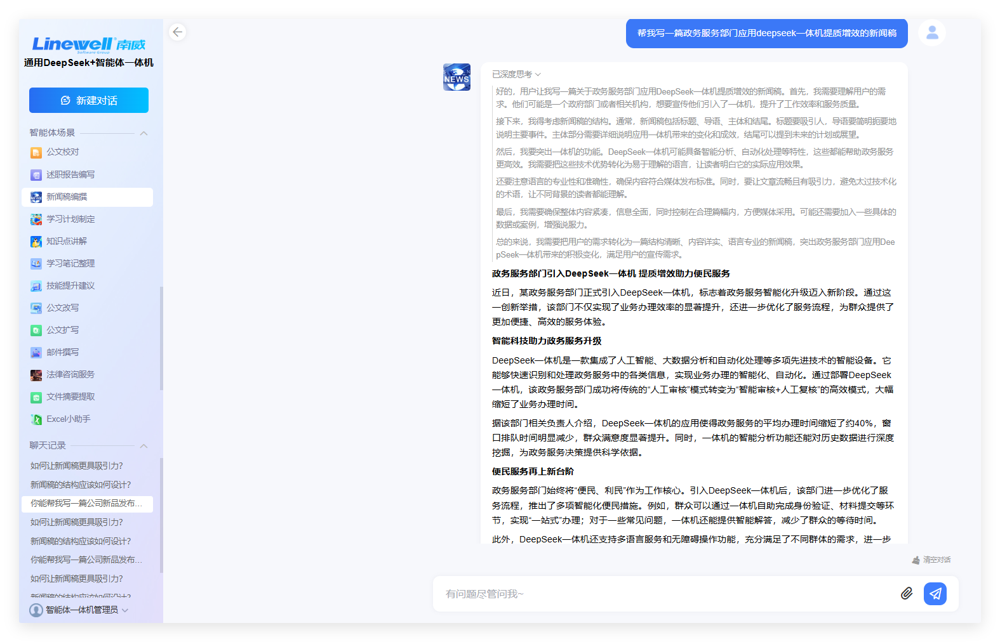 Linewell 南威
Software Group
通用DeepSeek+智能体一体机
新建对话
智能体场景
公文校对
述职报告编写
新闻稿编撰
学习计划制定
知识点讲解
学习笔记整理
技能提升建议
公文改写
公文扩写
邮件撰写
法律咨询服务
文件摘要提取
Excel小助手
聊天记录
如何让新闻稿更具吸引力?
新闻稿的结构应该如何设计?
你能帮我写一篇公司新品发布...
如何让新闻稿更具吸引力?
新闻稿的结构应该如何设计?
你能帮我写一篇公司新品发布...
如何让新闻稿更具吸引力?
新闻稿的结构应该如何设计?
智能体一体机管理员
帮我写一篇政务服务部门应用deepseek一体机提质增效的新闻稿
NEWS
已深度思考
好的，用户让我写一篇关于政务服务部门应用DeepSeek一体机提质增效的新闻稿。首先，我需要理解用户的需
求。他们可能是一个政府部门或者相关机构，想要宣传他们引入了一体机，提升了工作效率和服务质量。
接下来，我得考虑新闻稿的结构。通常，新闻稿包括标题、导语、主体和结尾。标题要吸引人，导语要简明扼要地
说明主要事件。主体部分需要详细说明应用一体机带来的变化和成效，结尾可以提到未来的计划或展望。
然后，我要突出一体机的功能。DeepSeek一体机可能具备智能分析、自动化处理等特性，这些都能帮助政务服务
更高效。我需要把这些技术优势转化为易于理解的语言，让读者明白它的实际应用效果。
还要注意语言的专业性和准确性，确保内容符合媒体发布标准。同时，要让文章流畅且有吸引力，避免太过技术化
的术语，让不同背景的读者都能理解。
最后，我需要确保整体内容紧凑，信息全面，同时控制在合理篇幅内，方便媒体采用。可能还需要加入一些具体的
数据或案例，增强说服力。
总的来说，我需要把用户的需求转化为一篇结构清晰、内容详实、语言专业的新闻稿，突出政务服务部门应用Dee
pSeek一体机带来的积极变化，满足用户的宣传需求。
政务服务部门引入DeepSeek一体机 提质增效助力便民服务
近日，某政务服务部门正式引入DeepSeek一体机，标志着政务服务智能化升级迈入新阶段。通过这
一创新举措，该部门不仅实现了业务办理效率的显著提升，还进一步优化了服务流程，为群众提供了
更加便捷、高效的服务体验。
智能科技助力政务服务升级
DeepSeek一体机是一款集成了人工智能、大数据分析和自动化处理等多项先进技术的智能设备。它
能够快速识别和处理政务服务中的各类信息，实现业务办理的智能化、自动化。通过部署DeepSeek
一体机，该政务服务部门成功将传统的“人工审核”模式转变为“智能审核+人工复核”的高效模式，大幅
缩短了业务办理时间。
据该部门相关负责人介绍，DeepSeek一体机的应用使得政务服务的平均办理时间缩短了约40%，窗
口排队时间明显减少，群众满意度显著提升。同时，一体机的智能分析功能还能对历史数据进行深度
挖掘，为政务服务决策提供科学依据。
便民服务再上新台阶
政务服务部门始终将“便民、利民”作为工作核心。引入DeepSeek一体机后，该部门进一步优化了服
务流程，推出了多项智能化便民措施。例如，群众可以通过一体机自助完成身份验证、材料提交等环
节，实现“一站式”办理；对于一些常见问题，一体机还能提供智能解答，减少了群众的等待时间。
此外，DeepSeek一体机还支持多语言服务和无障碍操作功能，充分满足了不同群体的需求，进一步
清空对话
有问题尽管问我~